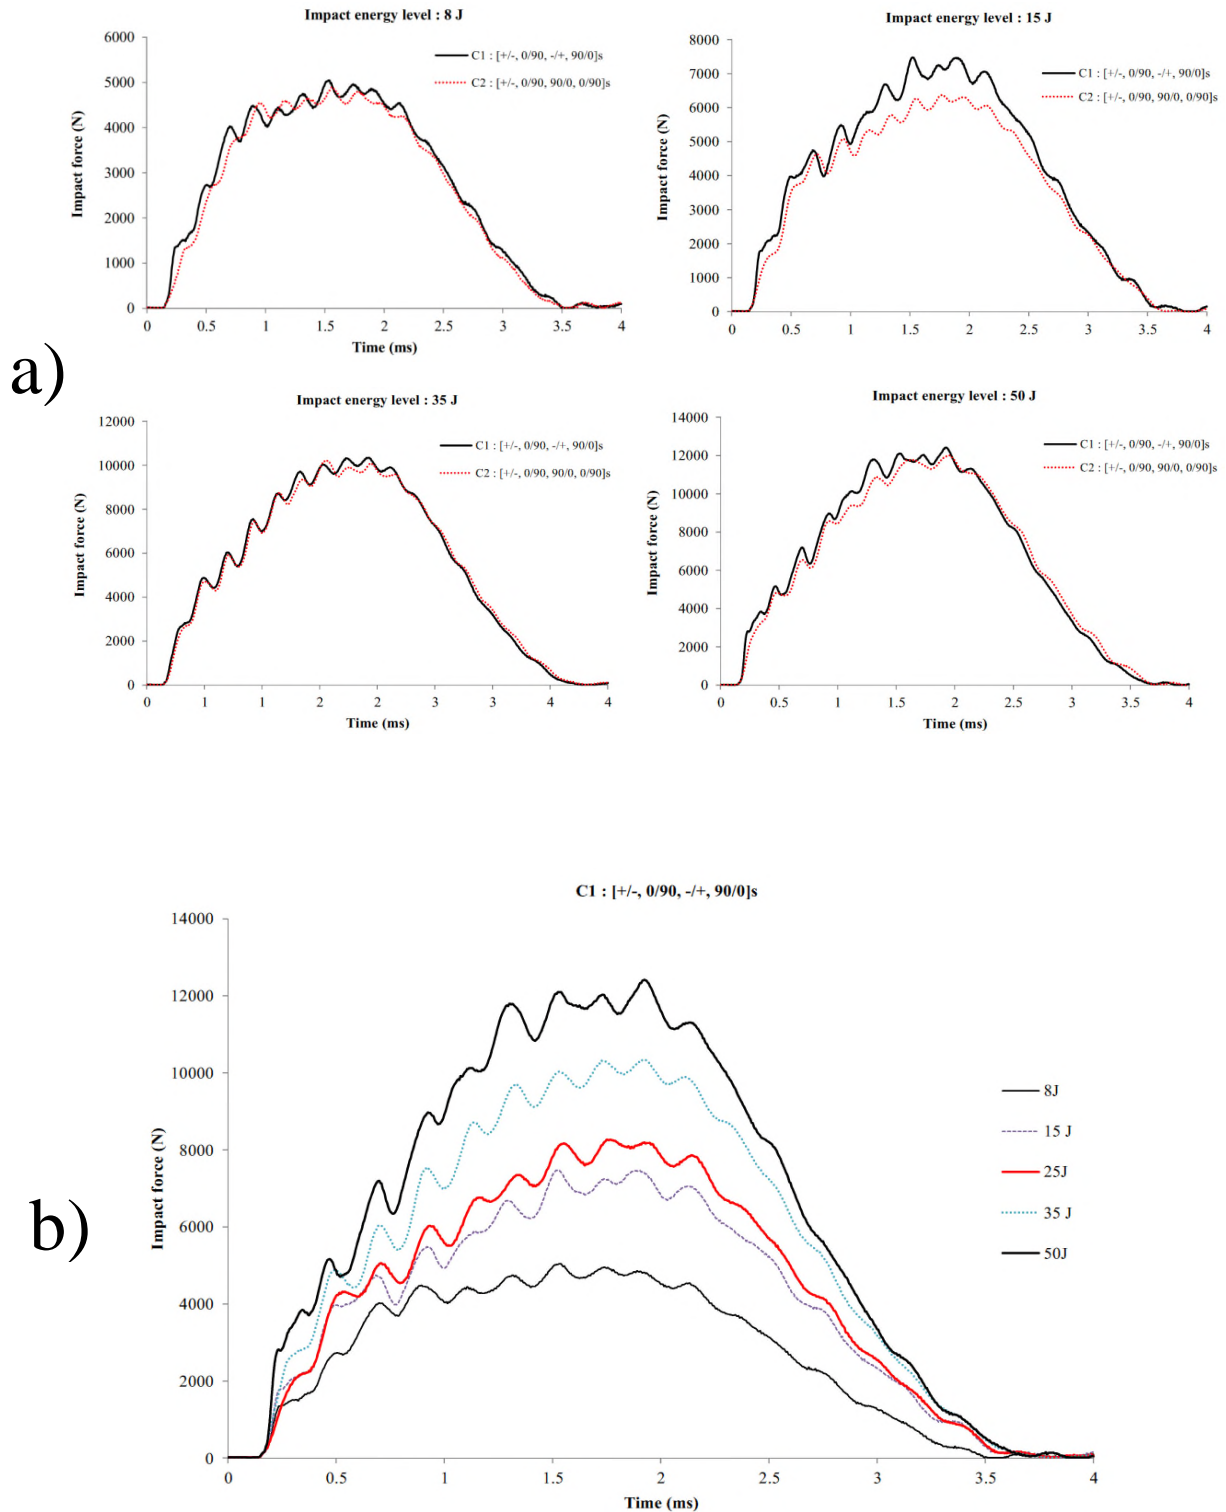 Impact energy level : 8 J
6000
5000
4000
3000
2000
1000
0
Impact force (N)
C1 : [+/-, 0/90, -/+, 90/0]s
C2 : [+/-, 0/90, 90/0, 0/90]s
0 0.5 1 1.5 2 2.5 3 3.5 4
Time (ms)
Impact energy level : 15 J
8000
7000
6000
5000
4000
3000
2000
1000
0
Impact force (N)
C1 : [+/-, 0/90, -/+, 90/0]s
C2 : [+/-, 0/90, 90/0, 0/90]s
0 0.5 1 1.5 2 2.5 3 3.5 4
a)
Impact energy level : 35 J
12000
10000
8000
6000
4000
2000
0
Impact force (N)
C1 : [+/-, 0/90, -/+, 90/0]s
C2 : [+/-, 0/90, 90/0, 0/90]s
0 1 1 2 2 3 3 4 4
Time (ms)
Impact energy level : 50 J
14000
12000
10000
8000
6000
4000
2000
0
Impact force (N)
C1 : [+/-, 0/90, -/+, 90/0]s
C2 : [+/-, 0/90, 90/0, 0/90]s
0 0.5 1 1.5 2 2.5 3 3.5 4
Time (ms)
b)
C1 : [+/-, 0/90, -/+, 90/0]s
14000
12000
10000
8000
6000
4000
2000
0
Impact force (N)
8J
15 J
25J
35 J
50J
0 0.5 1 1.5 2 2.5 3 3.5 4
Time (ms)